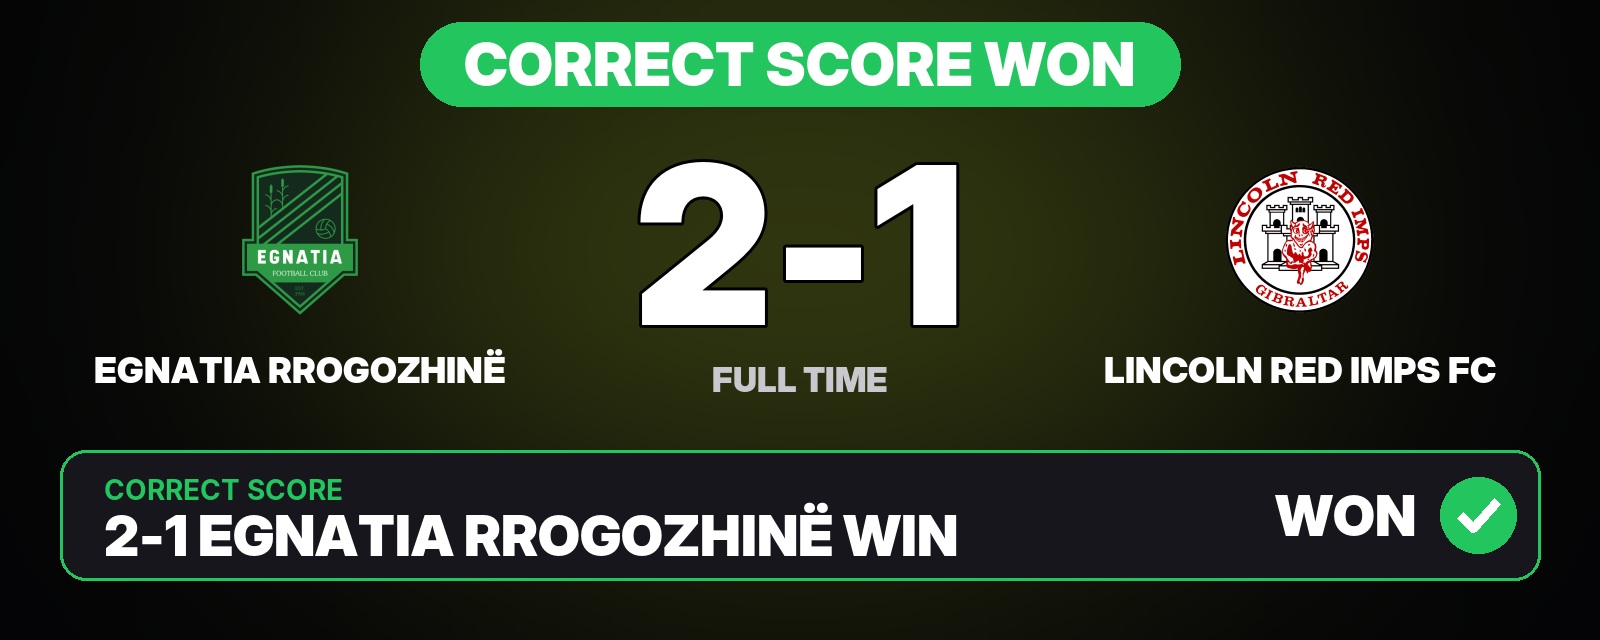 CORRECT SCORE WON
2-1
EGNATIA
FOOTBALL CLUB
LINCOLN RED IMPS
GIBRALTAR
EGNATIA RROGOZHINË
FULL TIME
LINCOLN RED IMPS FC
CORRECT SCORE
2-1 EGNATIA RROGOZHINË WIN
WON